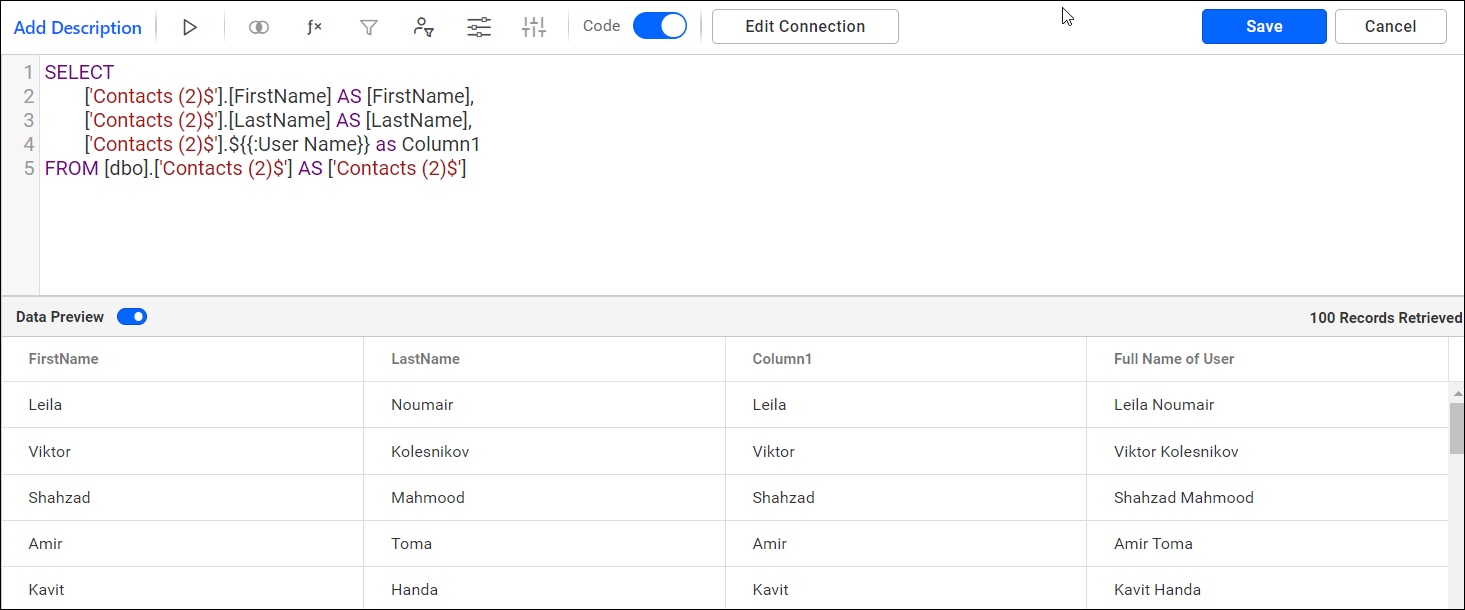 Add Description ƒx Code Edit Connection Save Cancel
1 SELECT
2 ['Contacts (2)$'].[FirstName] AS [FirstName],
3 ['Contacts (2)$'].[LastName] AS [LastName],
4 ['Contacts (2)$'].${{:User Name}} as Column1
5 FROM [dbo].['Contacts (2)$'] AS ['Contacts (2)$']
Data Preview 100 Records Retrieved
FirstName LastName Column1 Full Name of User
Leila Noumair Leila Leila Noumair
Viktor Kolesnikov Viktor Viktor Kolesnikov
Shahzad Mahmood Shahzad Shahzad Mahmood
Amir Toma Amir Amir Toma
Kavit Handa Kavit Kavit Handa